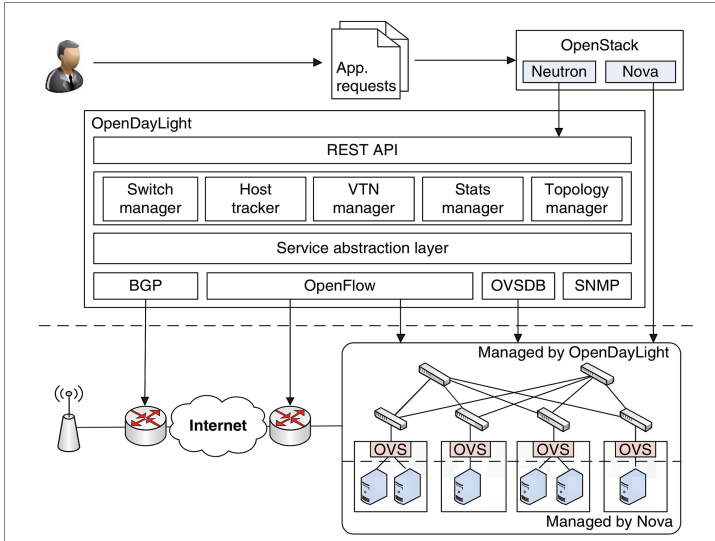 OpenStack
App.
requests
Neutron
Nova
OpenDayLight
REST API
Switch
manager
Host
tracker
VTN
manager
Stats
manager
Topology
manager
Service abstraction layer
BGP
OpenFlow
OVSDB
SNMP
Managed by OpenDayLight
Internet
OVS
OVS
OVS
OVS
Managed by Nova